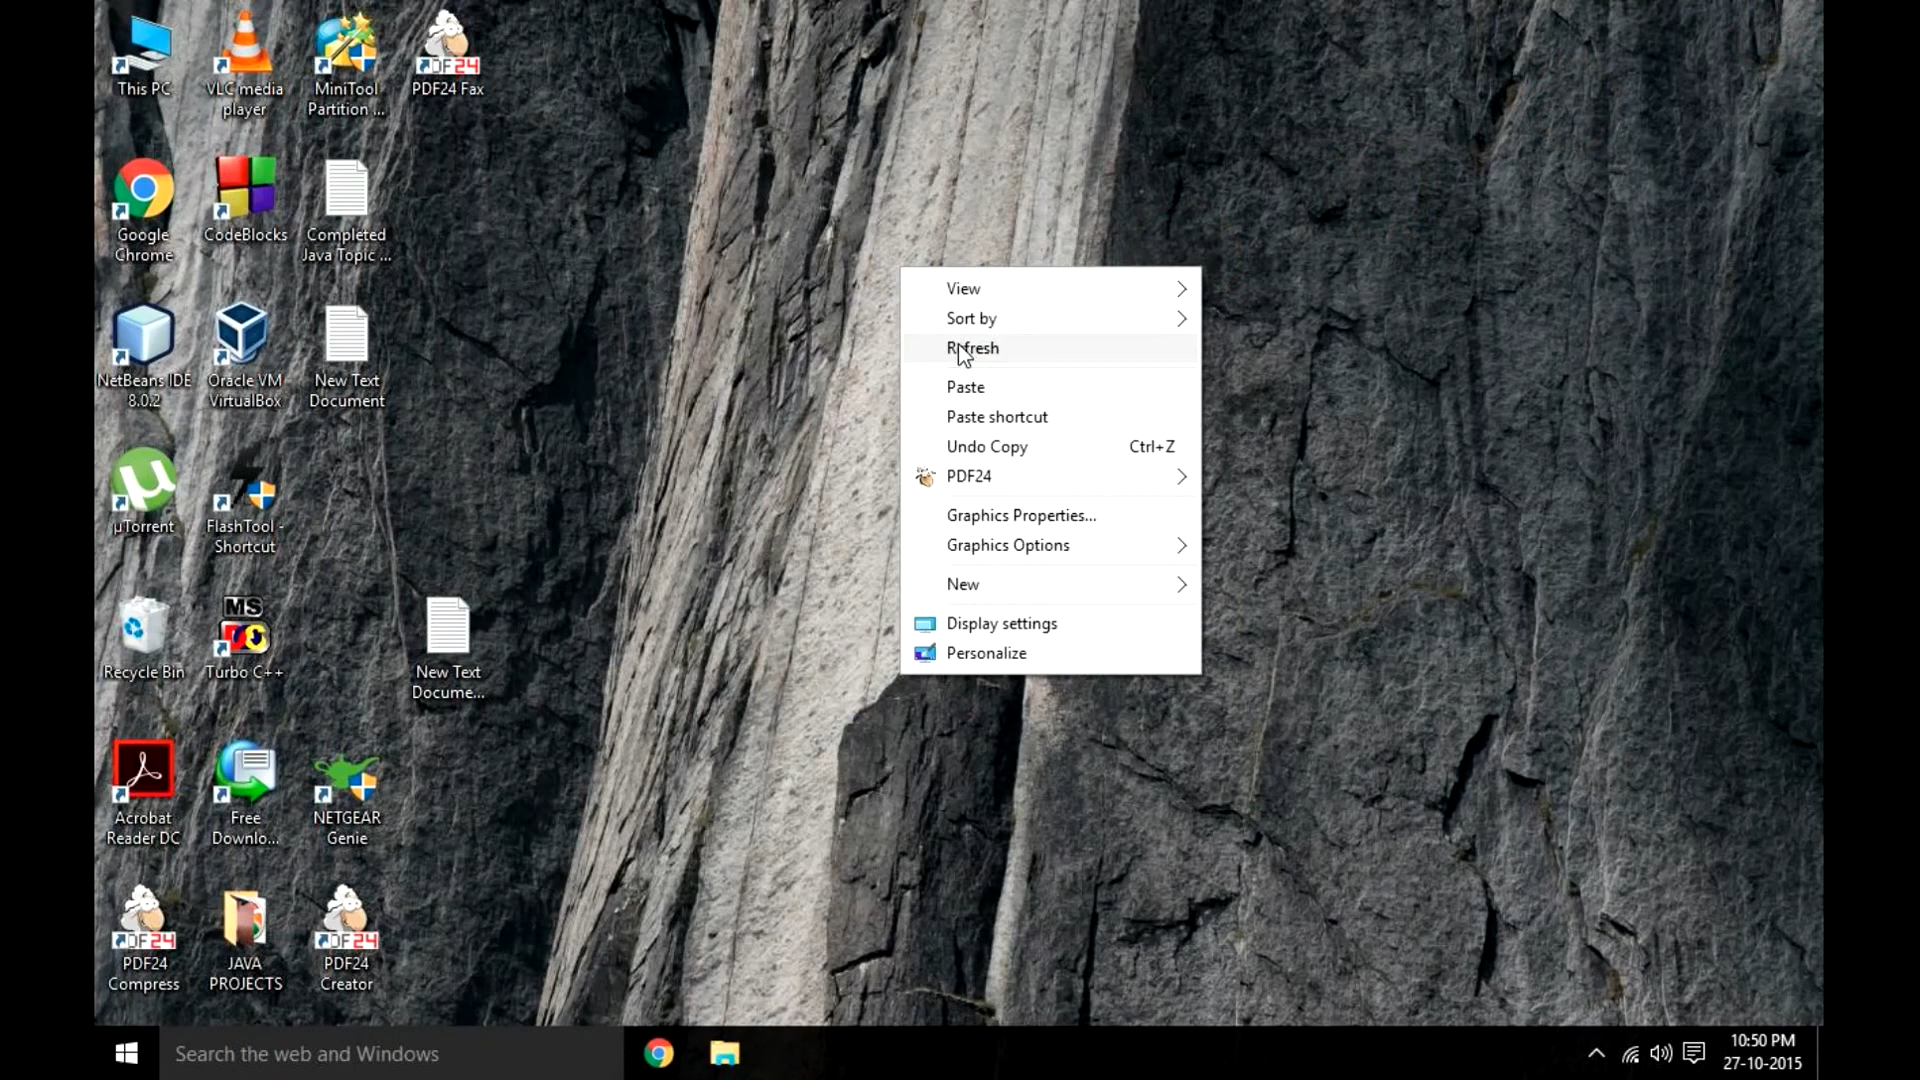 This PC
VLC media
player
MiniTool
Partition ...
PDF24
PDF24 Fax
Google
Chrome
CodeBlocks
Completed
Java Topic ...
NetBeans IDE
8.0.2
Oracle VM
VirtualBox
New Text
Document
µTorrent
FlashTool -
Shortcut
Recycle Bin
MS
Turbo C++
New Text
Docume...
Acrobat
Reader DC
Free
Downlo...
NETGEAR
Genie
PDF24
PDF24
Compress
JAVA
PROJECTS
PDF24
PDF24
Creator
View
Sort by
Refresh
Paste
Paste shortcut
Undo Copy Ctrl+Z
PDF24
Graphics Properties...
Graphics Options
New
Display settings
Personalize
Search the web and Windows
10:50 PM
27-10-2015